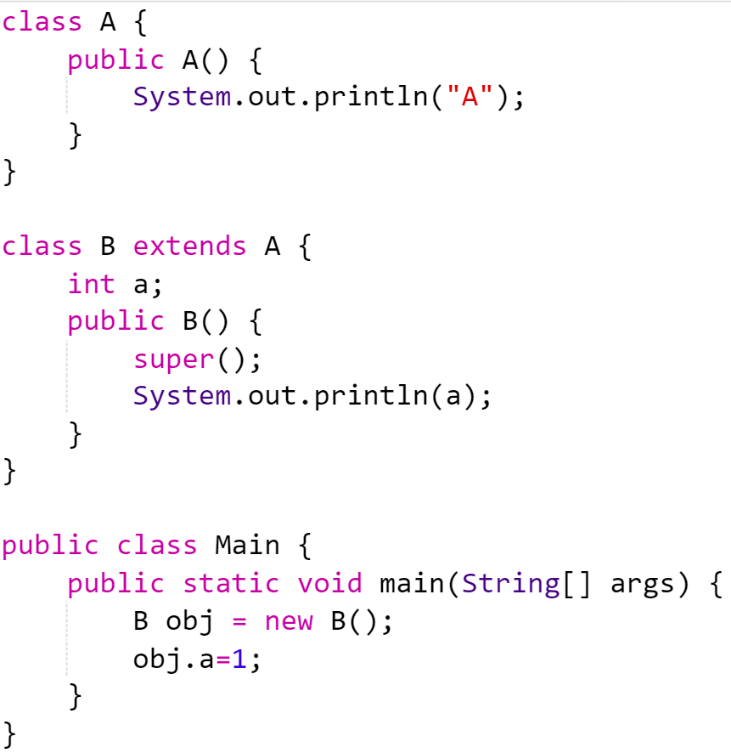 class A {
    public A() {
        System.out.println("A");
    }
}

class B extends A {
    int a;
    public B() {
        super();
        System.out.println(a);
    }
}

public class Main {
    public static void main(String[] args) {
        B obj = new B();
        obj.a=1;
    }
}